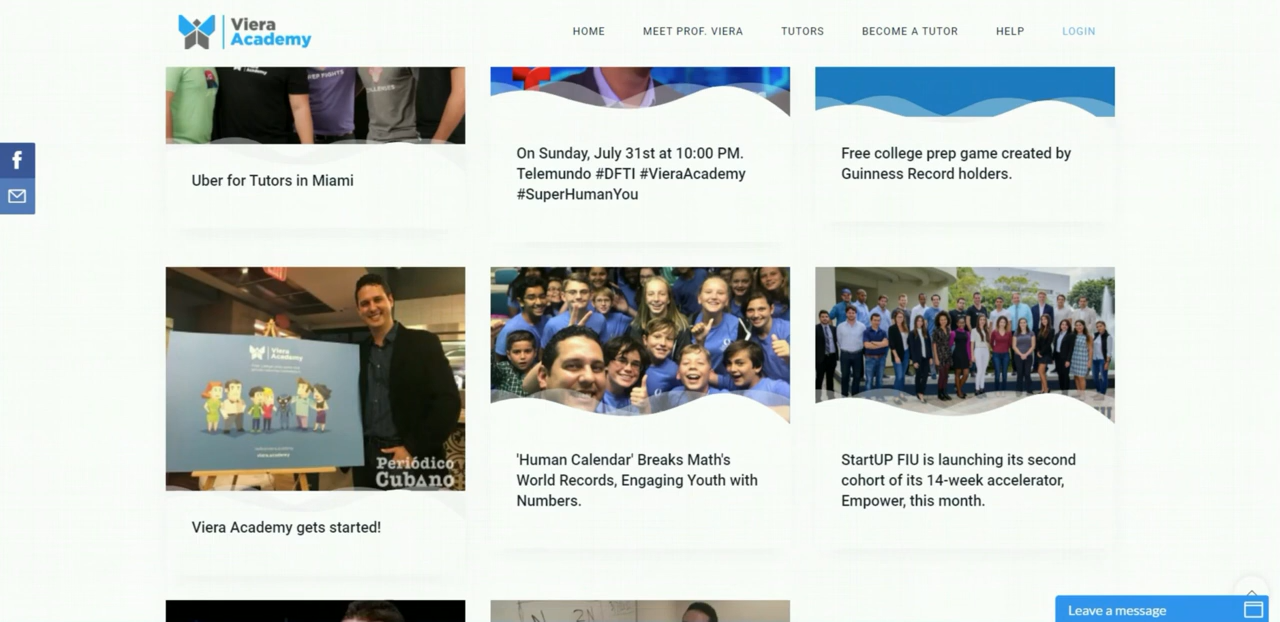 Viera
Academy
HOME
MEET PROF. VIERA
TUTORS
BECOME A TUTOR
HELP
LOGIN
Uber for Tutors in Miami
On Sunday, July 31st at 10:00 PM.
Telemundo #DFTI #VieraAcademy
#SuperHumanYou
Free college prep game created by
Guinness Record holders.
Viera
Academy
Periódico
Cubano
Viera Academy gets started!
'Human Calendar' Breaks Math's
World Records, Engaging Youth with
Numbers.
StartUP FIU is launching its second
cohort of its 14-week accelerator,
Empower, this month.
Leave a message